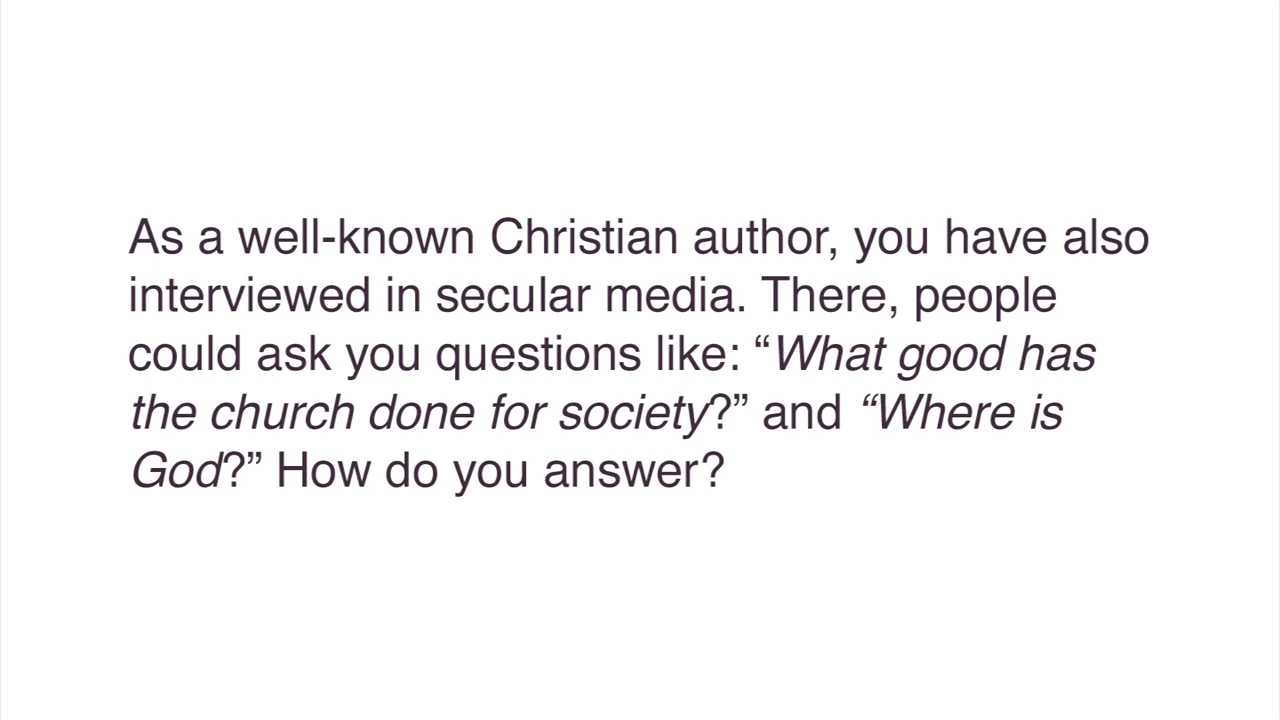 As a well-known Christian author, you have also
interviewed in secular media. There, people
could ask you questions like: “What good has
the church done for society?” and “Where is
God?” How do you answer?